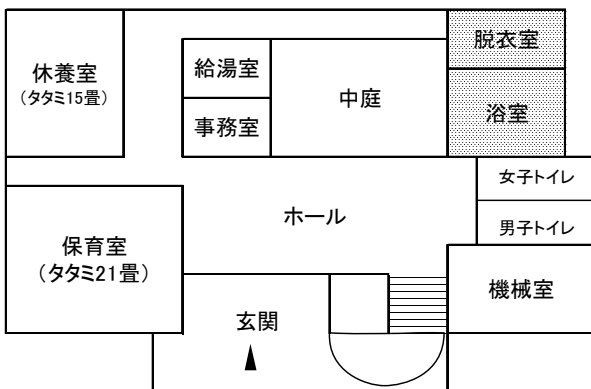 脱衣室
休養室
（タタミ15畳）
給湯室
中庭
浴室
事務室
女子トイレ
ホール
男子トイレ
保育室
（タタミ21畳）
機械室
玄関